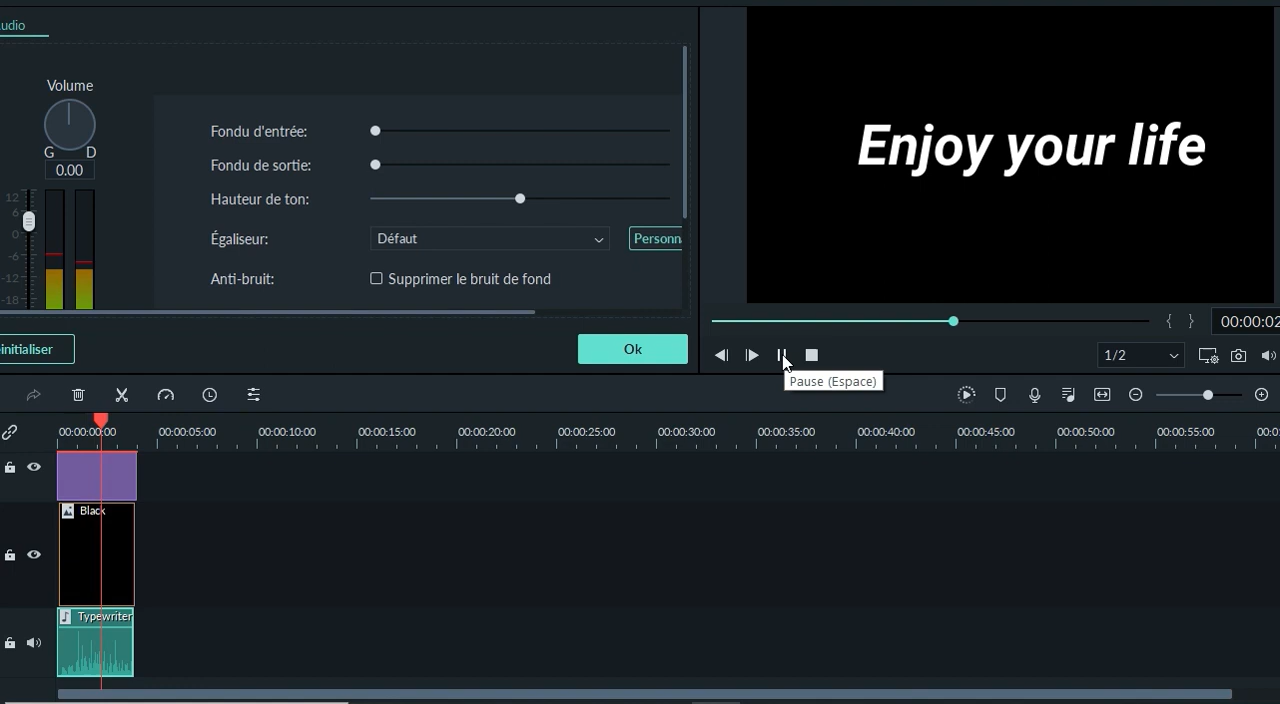 udio
Volume
G D
0.00
12
6
0
-6
-12
-18
Fondu d'entrée:
Fondu de sortie:
Hauteur de ton:
Égaliseur:
Défaut
Personna
Anti-bruit:
Supprimer le bruit de fond
einitialiser
Ok
Enjoy your life
{ }
00:00:02
1/2
Pause (Espace)
00:00:00:00
00:00:05:00
00:00:10:00
00:00:15:00
00:00:20:00
00:00:25:00
00:00:30:00
00:00:35:00
00:00:40:00
00:00:45:00
00:00:50:00
00:00:55:00
00:0
Black
Typewriter